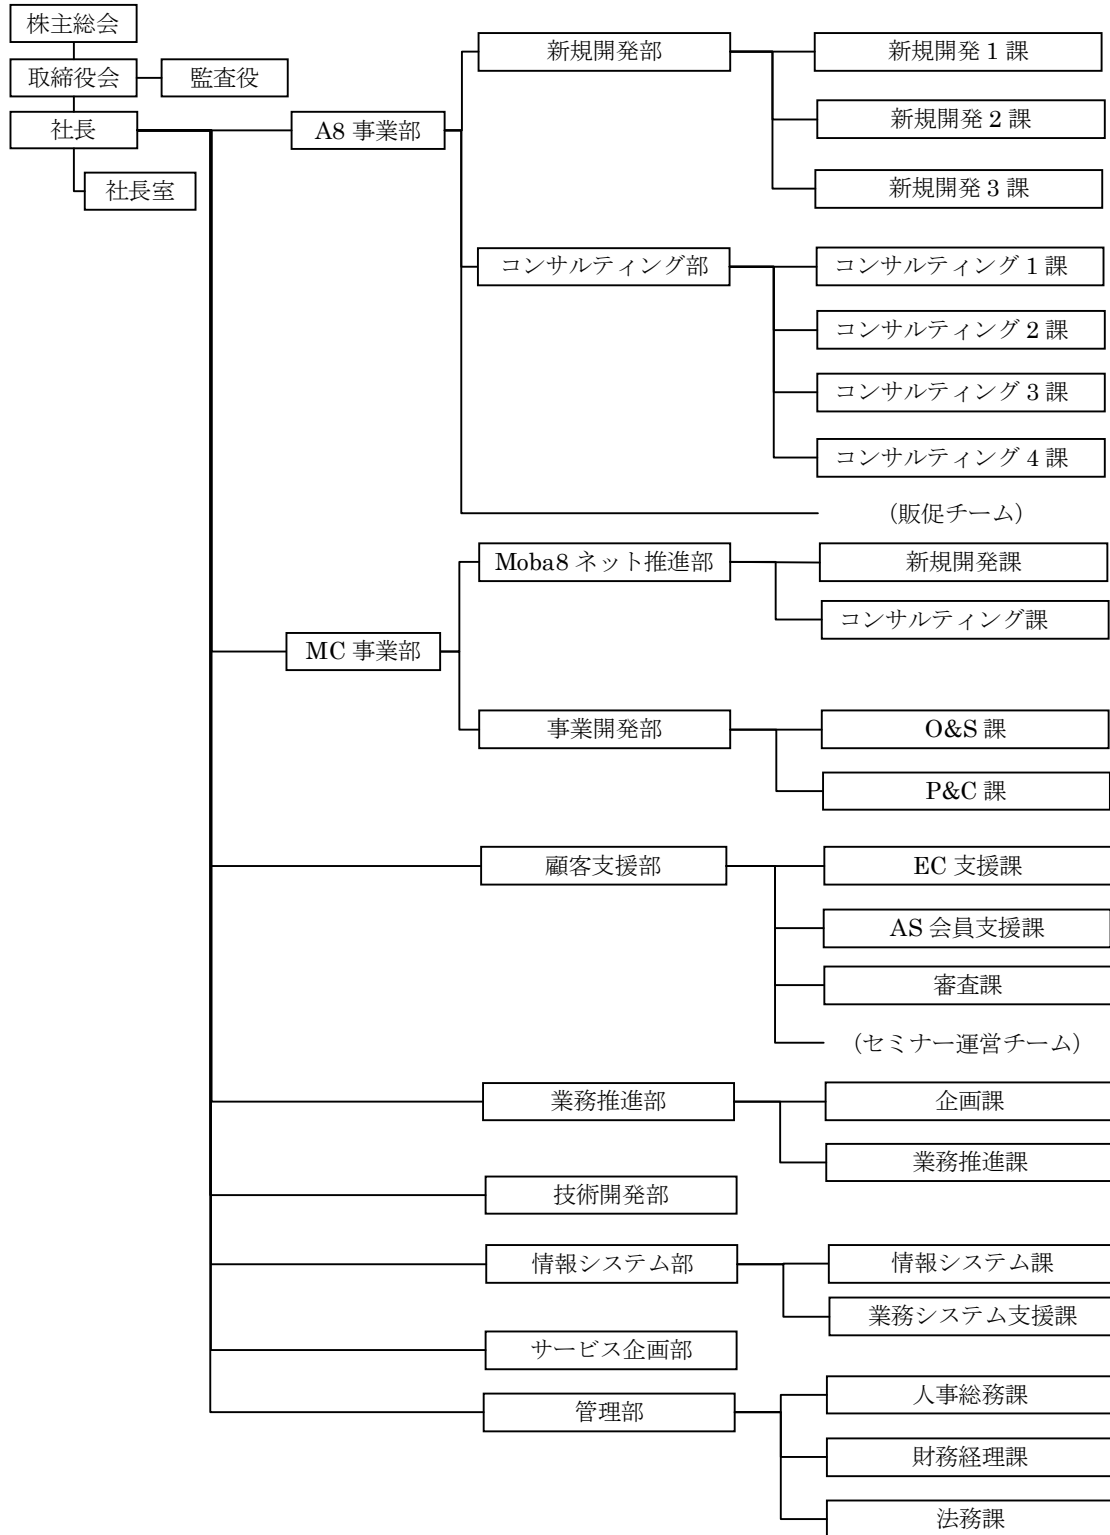 株主総会
取締役会
監査役
社長
社長室
A8 事業部
新規開発部
新規開発 1 課
新規開発 2 課
新規開発 3 課
コンサルティング部
コンサルティング 1 課
コンサルティング 2 課
コンサルティング 3 課
コンサルティング 4 課
(販促チーム)
MC 事業部
Moba8 ネット推進部
新規開発課
コンサルティング課
事業開発部
O&S 課
P&C 課
顧客支援部
EC 支援課
AS 会員支援課
審査課
(セミナー運営チーム)
業務推進部
企画課
業務推進課
技術開発部
情報システム部
情報システム課
業務システム支援課
サービス企画部
管理部
人事総務課
財務経理課
法務課